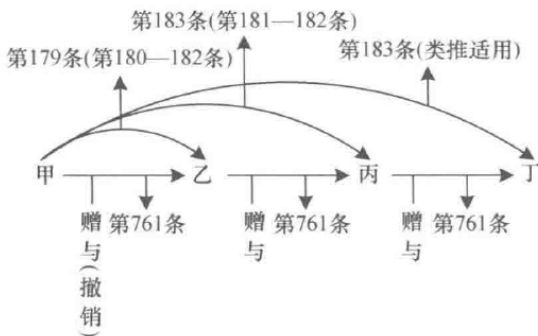 第183条(第181—182条)
第179条(第180—182条)
第183条(类推适用)
甲
乙
丙
丁
赠与(撤销)
第761条
赠与
第761条
赠与
第761条